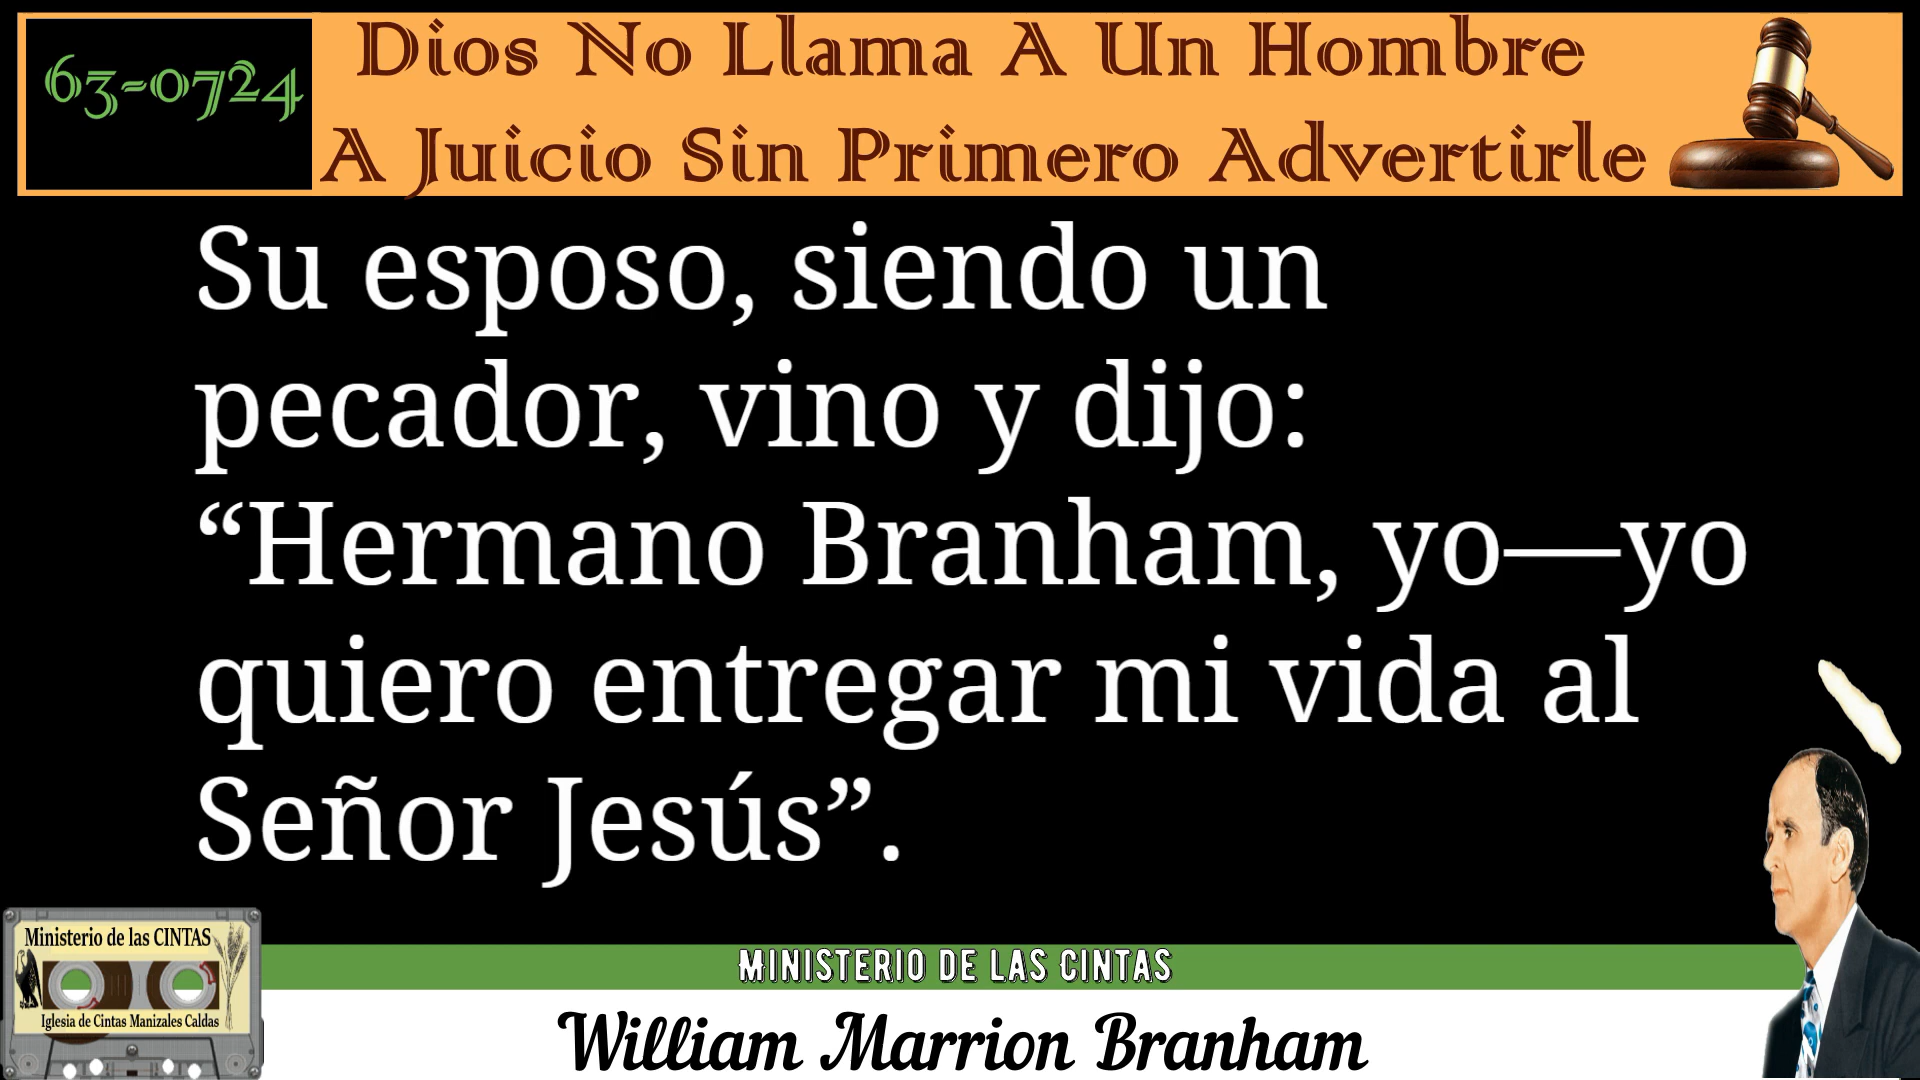 63-0724
Dios No Llama A Un Hombre
A Juicio Sin Primero Advertirle
Su esposo, siendo un
pecador, vino y dijo:
“Hermano Branham, yo—yo
quiero entregar mi vida al
Señor Jesús”.
Ministerio de las CINTAS
Iglesia de Cintas Manizales Caldas
MINISTERIO DE LAS CINTAS
William Marrion Branham